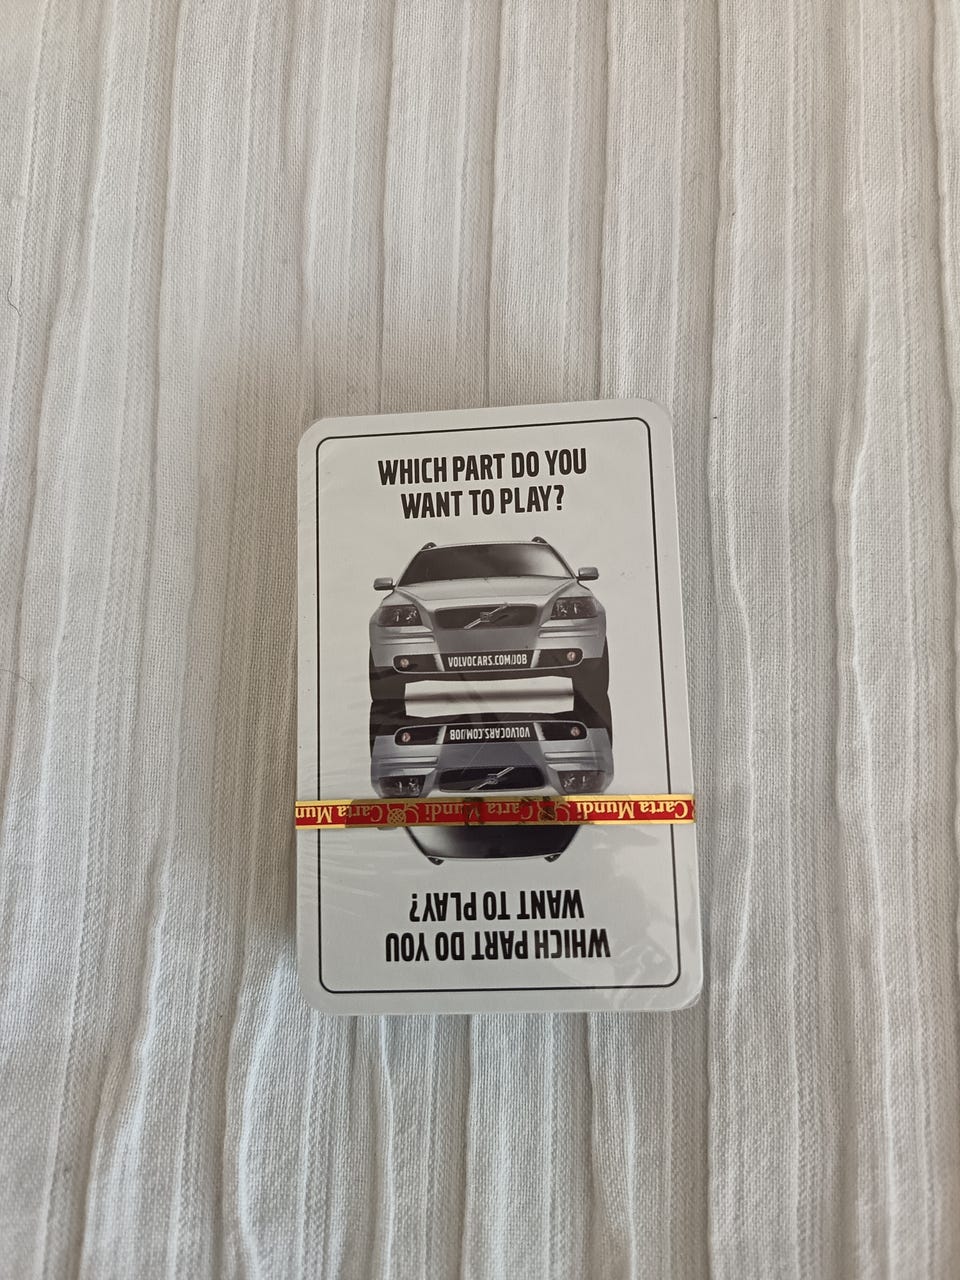 WHICH PART DO YOU
WANT TO PLAY?
VOLVOCARS.COM/JOB
VOLVOCARS.COM/JOB
Carta Mundi Carta Mundi Carta Mun
WANT TO PLAY?
WHICH PART DO YOU